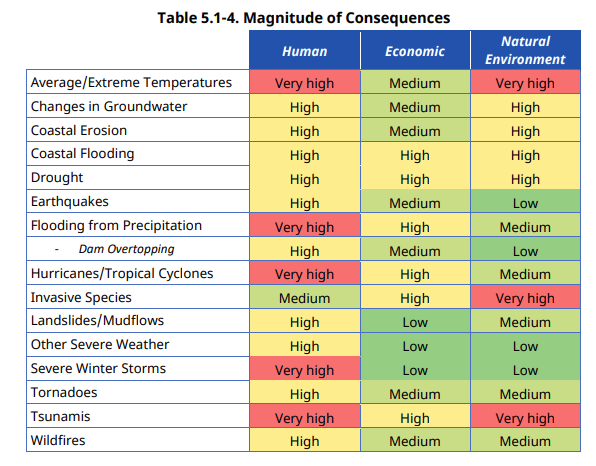 Table 5.1-4. Magnitude of Consequences
Human Economic Natural Environment
Average/Extreme Temperatures Very high Medium Very high
Changes in Groundwater High Medium High
Coastal Erosion High Medium High
Coastal Flooding High High High
Drought High High High
Earthquakes High Medium Low
Flooding from Precipitation Very high High Medium
- Dam Overtopping High Medium Low
Hurricanes/Tropical Cyclones Very high High Medium
Invasive Species Medium High Very high
Landslides/Mudflows High Low Medium
Other Severe Weather High Low Low
Severe Winter Storms Very high Low Low
Tornadoes High Medium Medium
Tsunamis Very high High Very high
Wildfires High Medium Medium